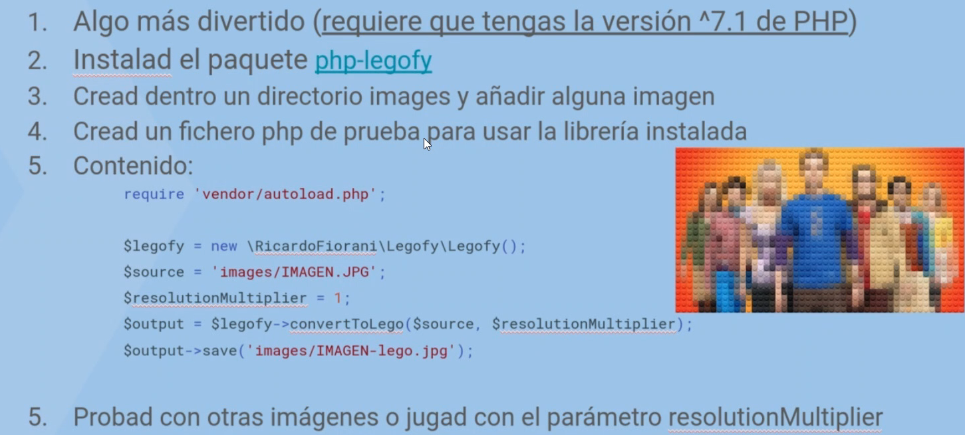 1. Algo más divertido (requiere que tengas la versión ^7.1 de PHP)
2. Instalad el paquete php-legofy
3. Cread dentro un directorio images y añadir alguna imagen
4. Cread un fichero php de prueba para usar la librería instalada
5. Contenido:
require 'vendor/autoload.php';
$legofy = new \RicardoFiorani\Legofy\Legofy();
$source = 'images/IMAGEN.JPG';
$resolutionMultiplier = 1;
$output = $legofy->convertToLego($source, $resolutionMultiplier);
$output->save('images/IMAGEN-lego.jpg');
5. Probad con otras imágenes o jugad con el parámetro resolutionMultiplier